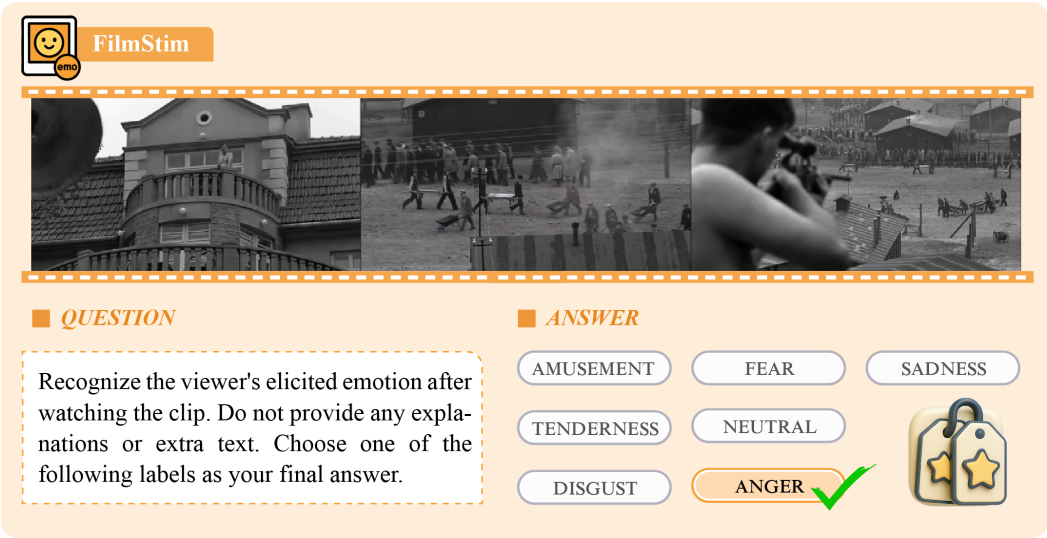 FilmStim
emo
QUESTION
Recognize the viewer's elicited emotion after
watching the clip. Do not provide any expla-
nations or extra text. Choose one of the
following labels as your final answer.
ANSWER
AMUSEMENT
FEAR
SADNESS
TENDERNESS
NEUTRAL
DISGUST
ANGER